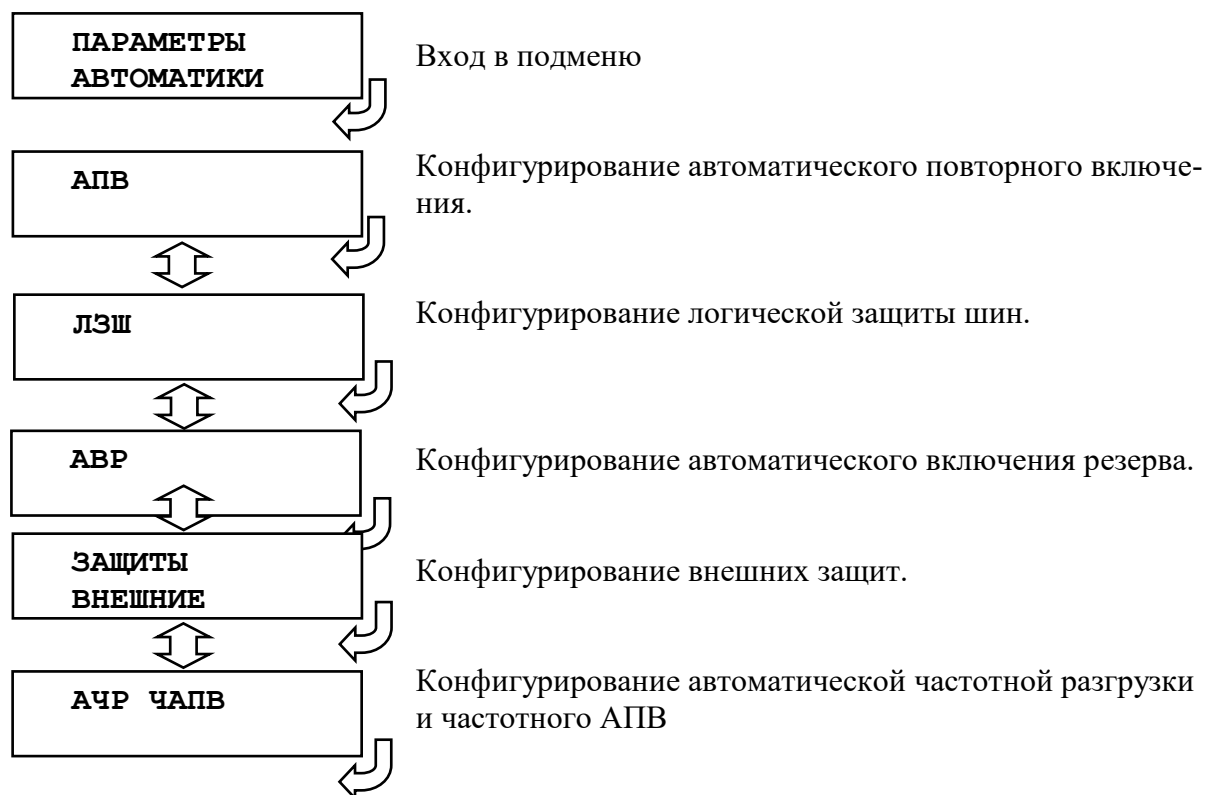 ПАРАМЕТРЫ
АВТОМАТИКИ
Вход в подменю
АПВ
Конфигурирование автоматического повторного включе-
ния.
ЛЗШ
Конфигурирование логической защиты шин.
АВР
Конфигурирование автоматического включения резерва.
ЗАЩИТЫ
ВНЕШНИЕ
Конфигурирование внешних защит.
АЧР ЧАПВ
Конфигурирование автоматической частотной разгрузки
и частотного АПВ